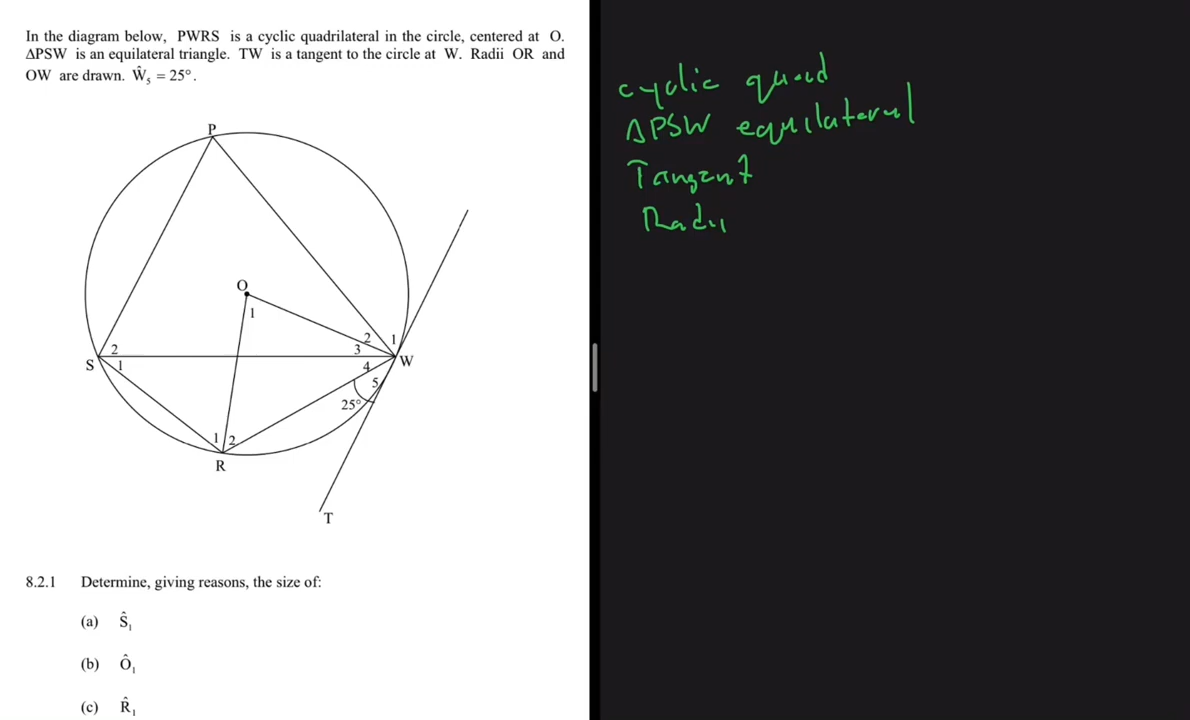 In the diagram below, PWRS is a cyclic quadrilateral in the circle, centered at O.
ΔPSW is an equilateral triangle. TW is a tangent to the circle at W. Radii OR and
OW are drawn. Ŵ₅ = 25°.
P
O
1
2
1
3
W
2
S
1
4
5
25°
1
2
R
T
8.2.1 Determine, giving reasons, the size of:
(a) Ŝ₁
(b) Ô₁
(c) R̂₁
cyclic quad
ΔPSW equilateral
Tangent
Radii